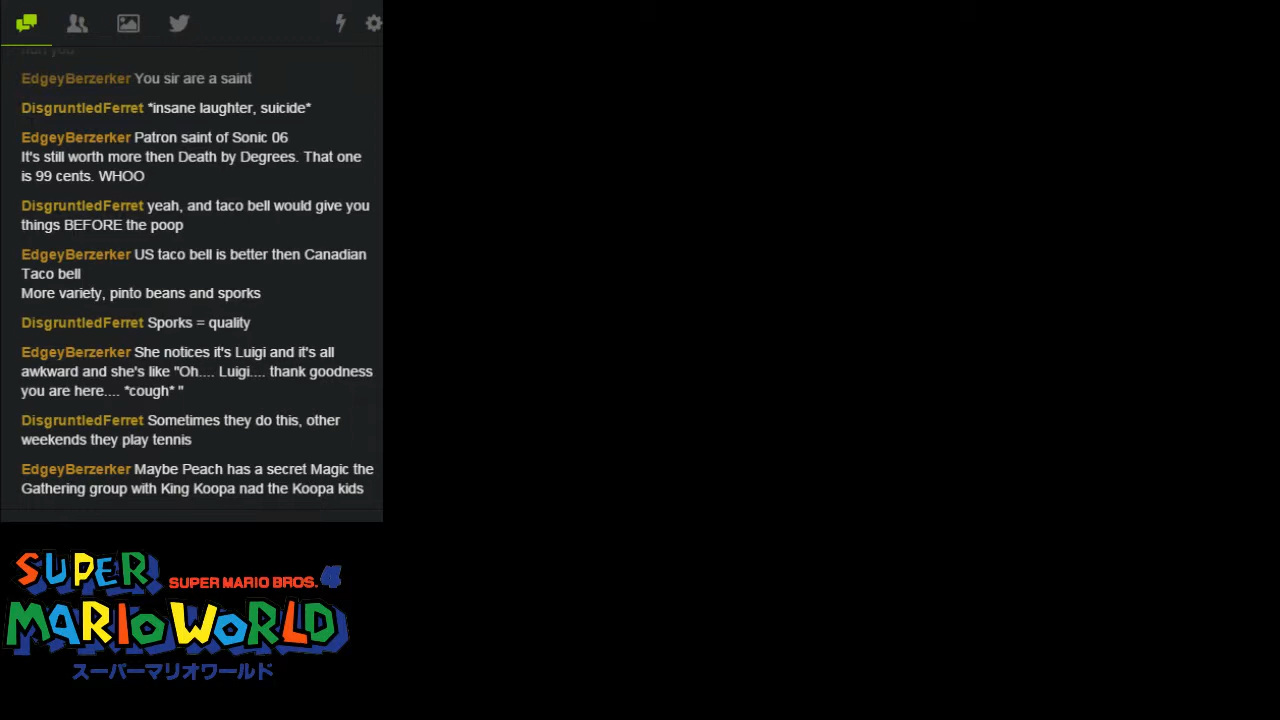 EdgeyBerzerker You sir are a saint
DisgruntledFerret *insane laughter, suicide*
EdgeyBerzerker Patron saint of Sonic 06
It's still worth more then Death by Degrees. That one
is 99 cents. WHOO
DisgruntledFerret yeah, and taco bell would give you
things BEFORE the poop
EdgeyBerzerker US taco bell is better then Canadian
Taco bell
More variety, pinto beans and sporks
DisgruntledFerret Sporks = quality
EdgeyBerzerker She notices it's Luigi and it's all
awkward and she's like "Oh.... Luigi.... thank goodness
you are here.... *cough* "
DisgruntledFerret Sometimes they do this, other
weekends they play tennis
EdgeyBerzerker Maybe Peach has a secret Magic the
Gathering group with King Koopa nad the Koopa kids
SUPER SUPER MARIO BROS. 4
MARIO WORLD
スーパーマリオワールド